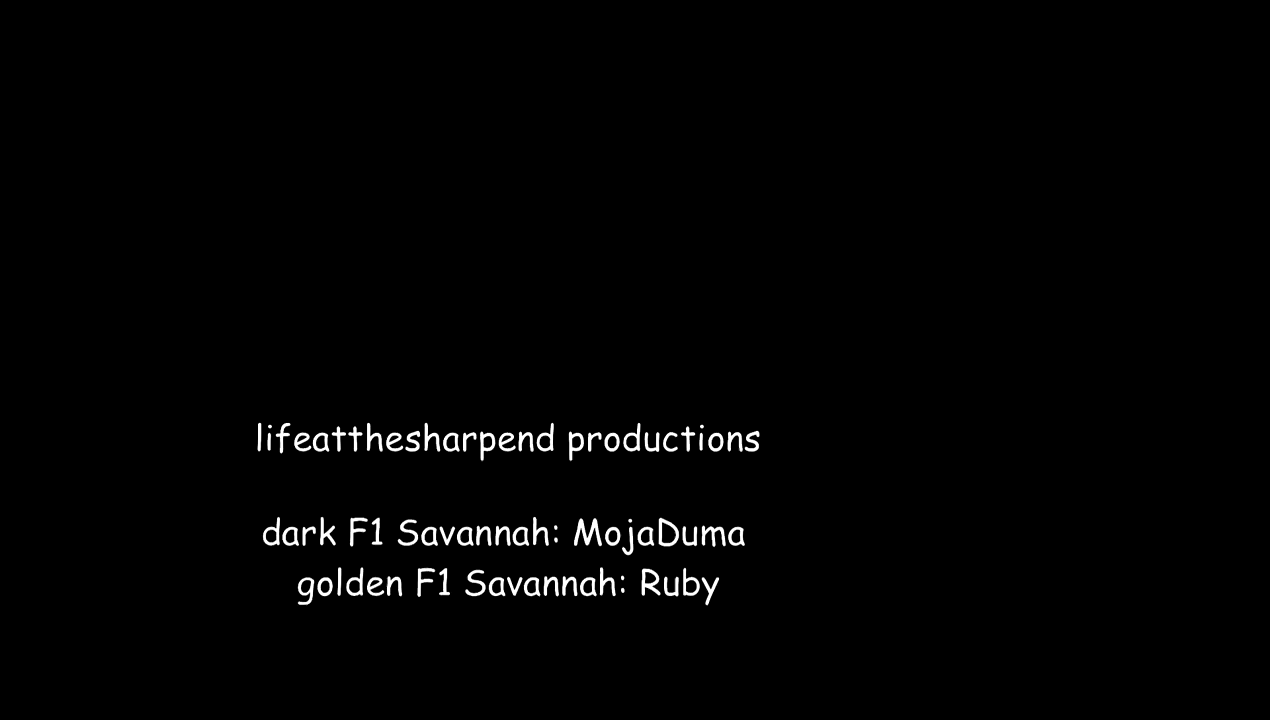 lifeatthesharpend productions
dark F1 Savannah: MojaDuma
golden F1 Savannah: Ruby